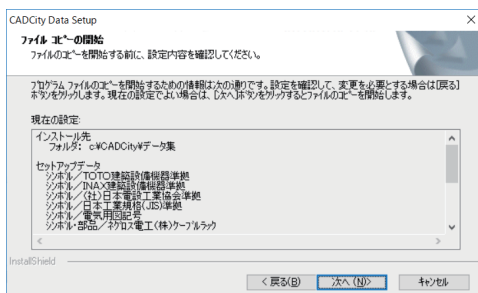 CADCity Data Setup
ファイル コピーの開始
ファイルのコピーを開始する前に、設定内容を確認してください。
プログラム ファイルのコピーを開始するための情報は次の通りです。設定を確認して、変更を必要とする場合は[戻る]
ボタンをクリックします。現在の設定でよい場合は、[次へ]ボタンをクリックするとファイルのコピーを開始します。
現在の設定:
インストール先
フォルダ: c:¥CADCity¥データ集
セットアップデータ
シンボル/TOTO建築設備機器準拠
シンボル/INAX建築設備機器準拠
シンボル/(社)日本電設工業協会準拠
シンボル/日本工業規格(JIS)準拠
シンボル/電気用図記号
シンボル・部品/ネグロス電工(株)ケーブルラック
InstallShield
< 戻る(B)
次へ (N)>
キャンセル